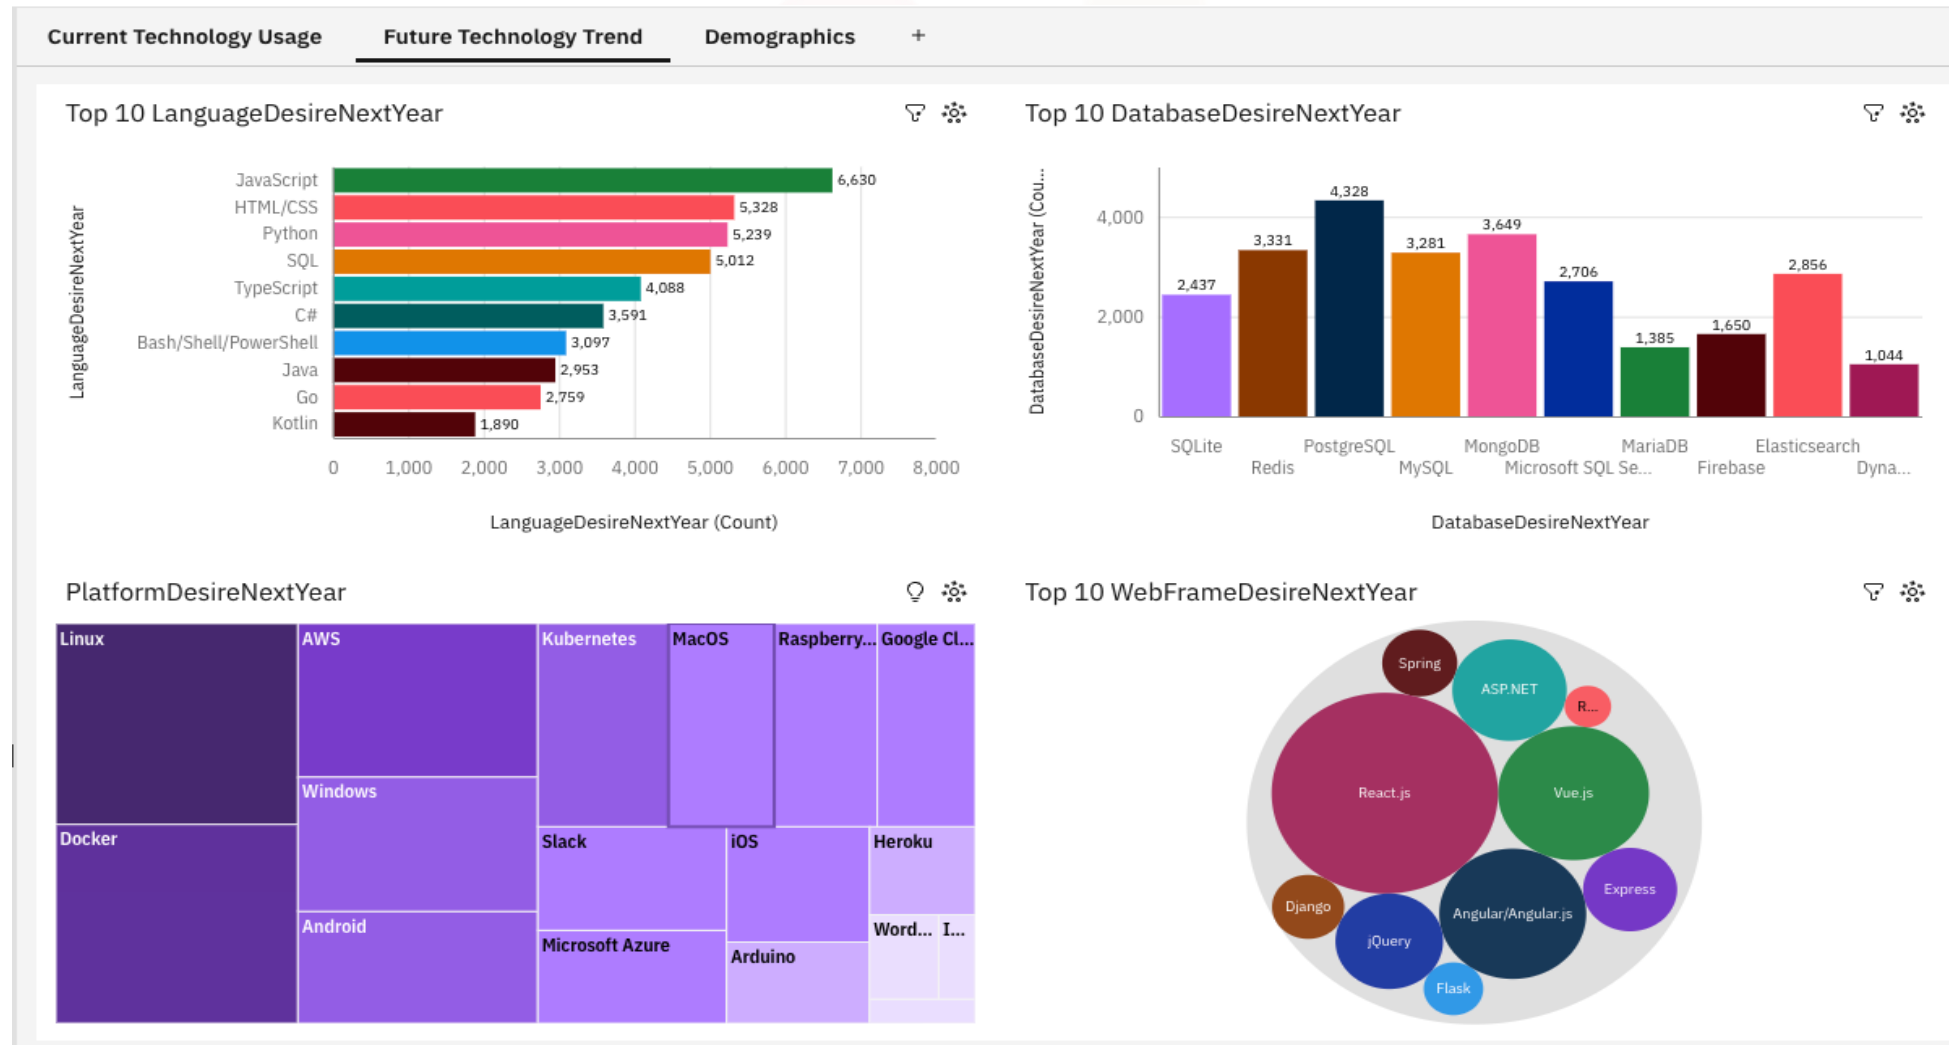 Current Technology Usage Future Technology Trend Demographics +
Top 10 LanguageDesireNextYear
LanguageDesireNextYear
JavaScript 6,630
HTML/CSS 5,328
Python 5,239
SQL 5,012
TypeScript 4,088
C# 3,591
Bash/Shell/PowerShell 3,097
Java 2,953
Go 2,759
Kotlin 1,890
0 1,000 2,000 3,000 4,000 5,000 6,000 7,000 8,000
LanguageDesireNextYear (Count)
Top 10 DatabaseDesireNextYear
DatabaseDesireNextYear (Cou...
4,000
2,000
0
2,437 3,331 4,328 3,281 3,649 2,706 1,385 1,650 2,856 1,044
SQLite PostgreSQL MongoDB MariaDB Elasticsearch
Redis MySQL Microsoft SQL Se... Firebase Dyna...
DatabaseDesireNextYear
PlatformDesireNextYear
Linux AWS Kubernetes MacOS Raspberry... Google Cl...
Windows
Docker Slack iOS Heroku
Android Word... I...
Microsoft Azure Arduino
Top 10 WebFrameDesireNextYear
Spring
ASP.NET
R...
React.js Vue.js
Express
Django Angular/Angular.js
jQuery
Flask